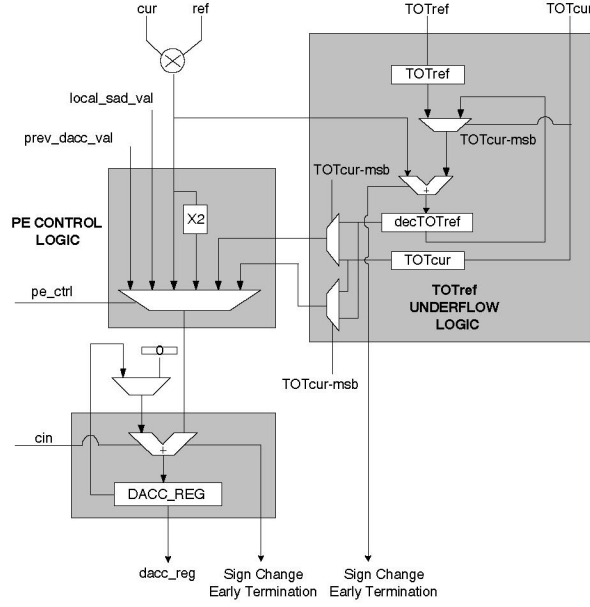 cur
ref
TOTref
TOTcur
TOTref
local_sad_val
prev_dacc_val
TOTcur-msb
TOTcur-msb
+
PE CONTROL
LOGIC
X2
decTOTref
TOTcur
pe_ctrl
TOTref
UNDERFLOW
LOGIC
0
TOTcur-msb
cin
+
DACC_REG
dacc_reg
Sign Change
Early Termination
Sign Change
Early Termination